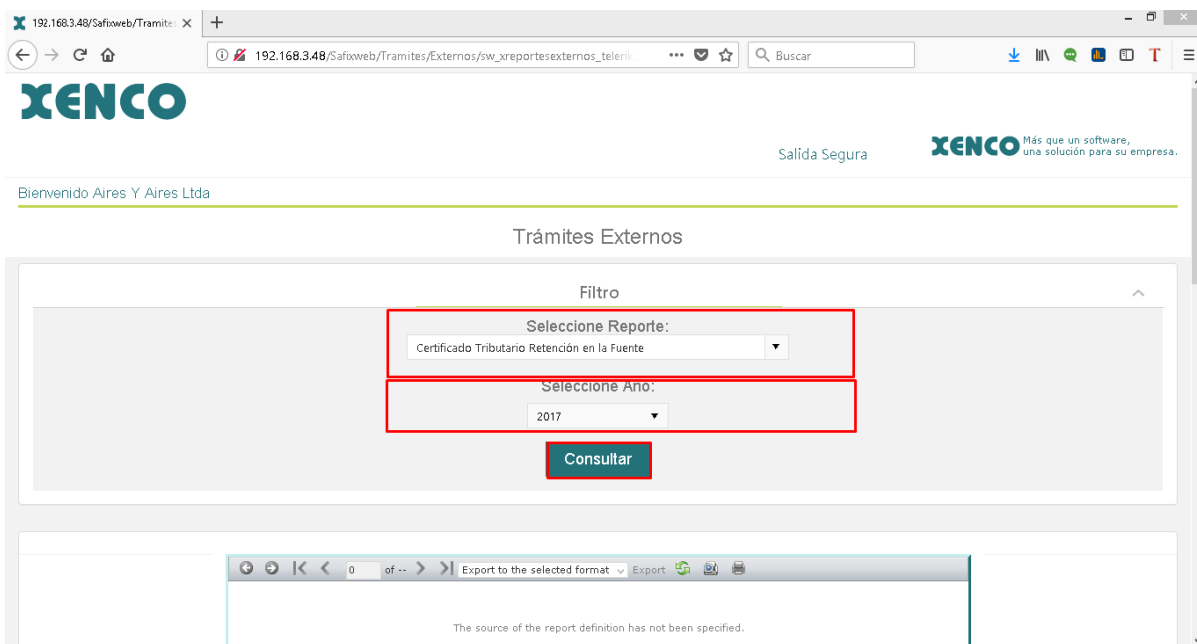 192.168.3.48/Safixweb/Tramite
192.168.3.48/Safixweb/Tramites/Externos/sw_xreportesexternos_telerik
Buscar
XENCO
Salida Segura
XENCO Más que un software,
una solución para su empresa.
Bienvenido Aires Y Aires Ltda
Trámites Externos
Filtro
Seleccione Reporte:
Certificado Tributario Retención en la Fuente
Seleccione Año:
2017
Consultar
0 of -- Export to the selected format Export
The source of the report definition has not been specified.